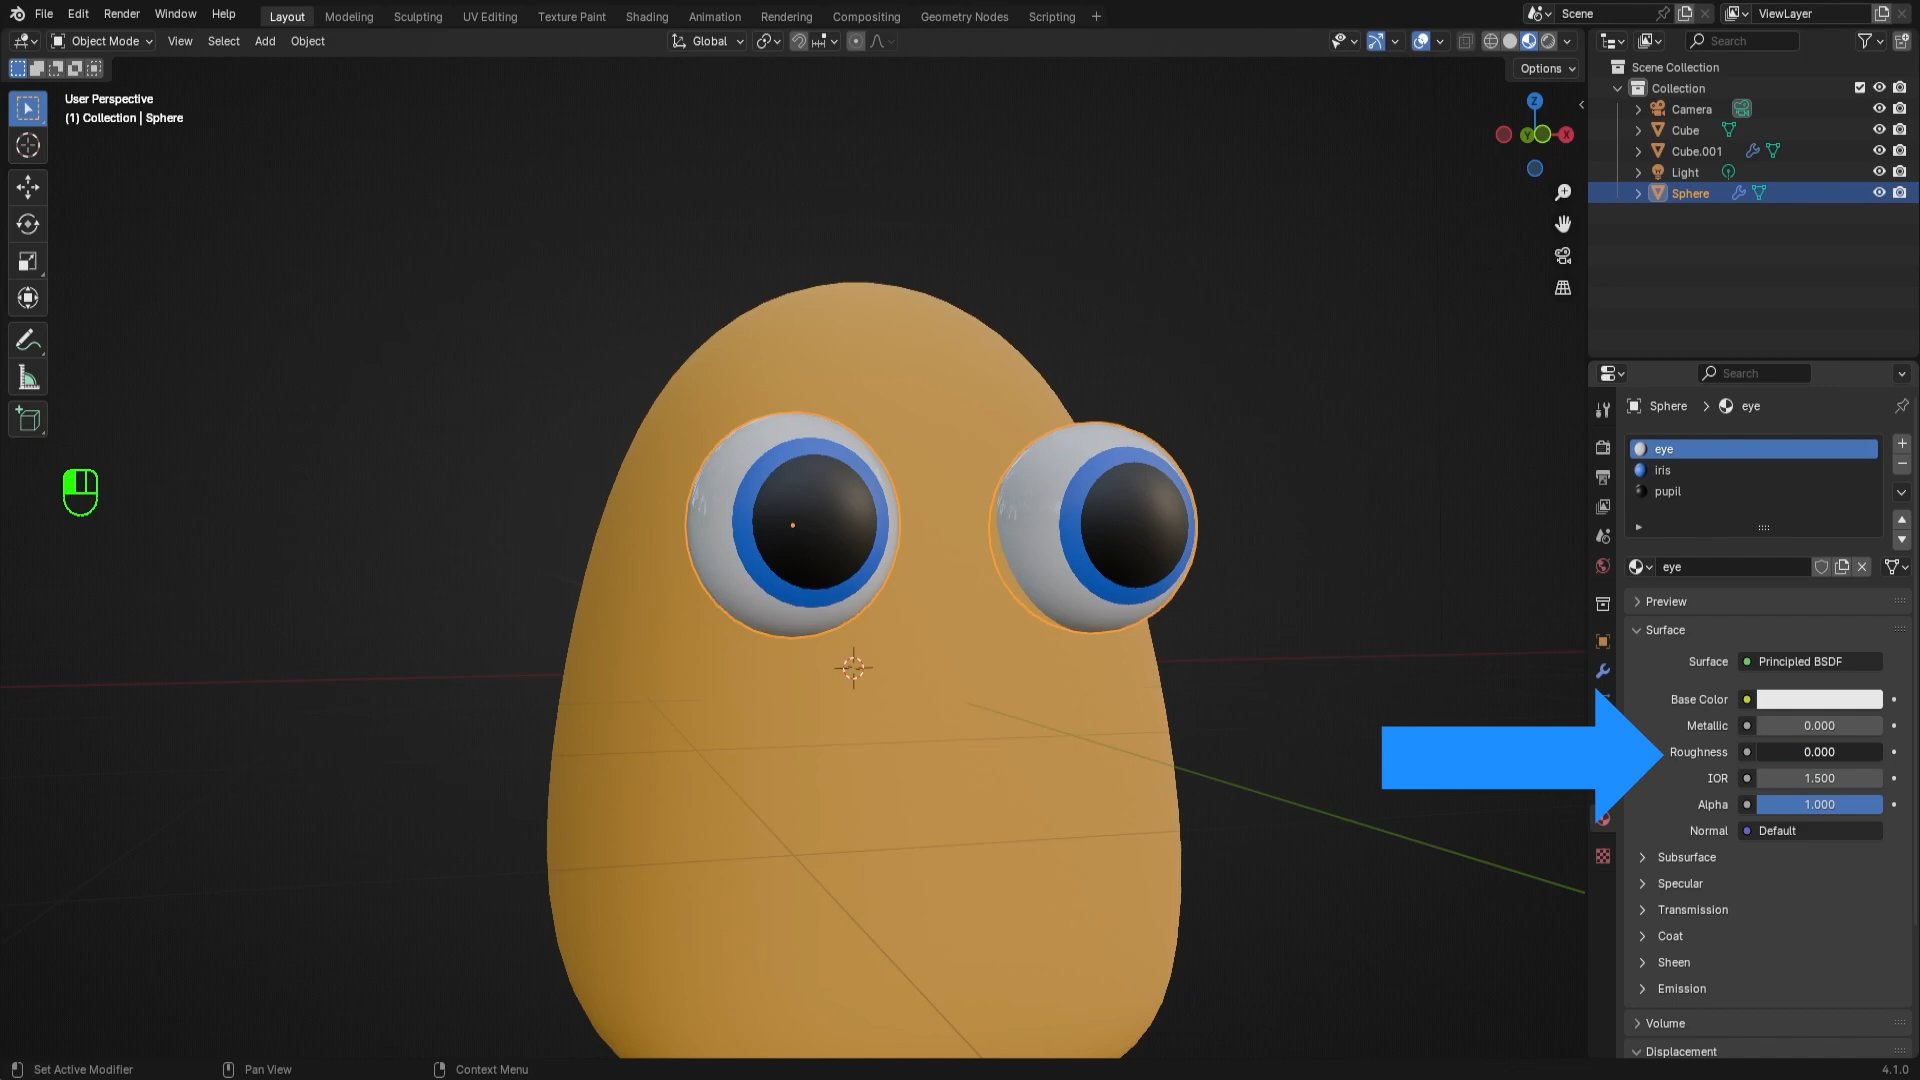 File Edit Render Window Help Layout Modeling Sculpting UV Editing Texture Paint Shading Animation Rendering Compositing Geometry Nodes Scripting + Scene ViewLayer
Object Mode View Select Add Object Global Search
Options
User Perspective
(1) Collection | Sphere
Z
Y
X
Scene Collection
Collection
Camera
Cube
Cube.001
Light
Sphere
Search
Sphere > eye
eye
iris
pupil
eye
Preview
Surface
Surface Principled BSDF
Base Color
Metallic 0.000
Roughness 0.000
IOR 1.500
Alpha 1.000
Normal Default
Subsurface
Specular
Transmission
Coat
Sheen
Emission
Volume
Displacement
Set Active Modifier Pan View Context Menu 4.1.0